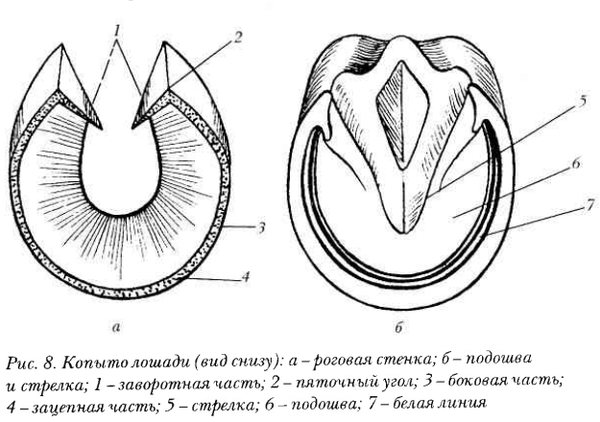 1
2
3
4
5
6
7
а
б
Рис. 8. Копыто лошади (вид снизу): а – роговая стенка; б – подошва
и стрелка; 1 – заворотная часть; 2 – пяточный угол; 3 – боковая часть;
4 – зацепная часть; 5 – стрелка; 6 – подошва; 7 – белая линия